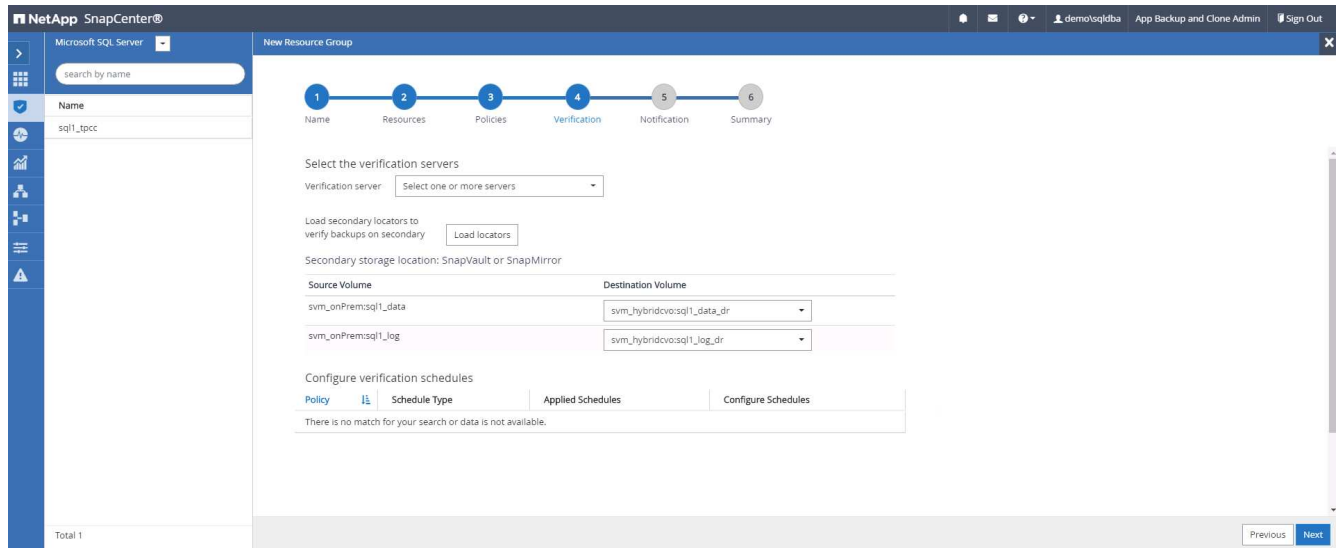 NetApp SnapCenter®
demo\sqldba App Backup and Clone Admin Sign Out
Microsoft SQL Server
New Resource Group
search by name
Name
sql1_tpcc
1 2 3 4 5 6
Name Resources Policies Verification Notification Summary
Select the verification servers
Verification server Select one or more servers
Load secondary locators to
verify backups on secondary Load locators
Secondary storage location: SnapVault or SnapMirror
Source Volume Destination Volume
svm_onPrem:sql1_data svm_hybridcvo:sql1_data_dr
svm_onPrem:sql1_log svm_hybridcvo:sql1_log_dr
Configure verification schedules
Policy Schedule Type Applied Schedules Configure Schedules
There is no match for your search or data is not available.
Total 1
Previous Next